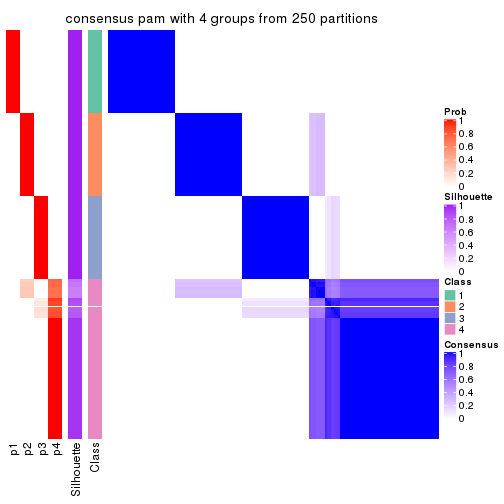 consensus pam with 4 groups from 250 partitions
Prob
1
0.8
0.6
0.4
0.2
0
Silhouette
1
0.8
0.6
0.4
0.2
0
Class
1
2
3
4
Consensus
1
0.8
0.6
0.4
0.2
0
p1
p2
p3
p4
Silhouette
Class